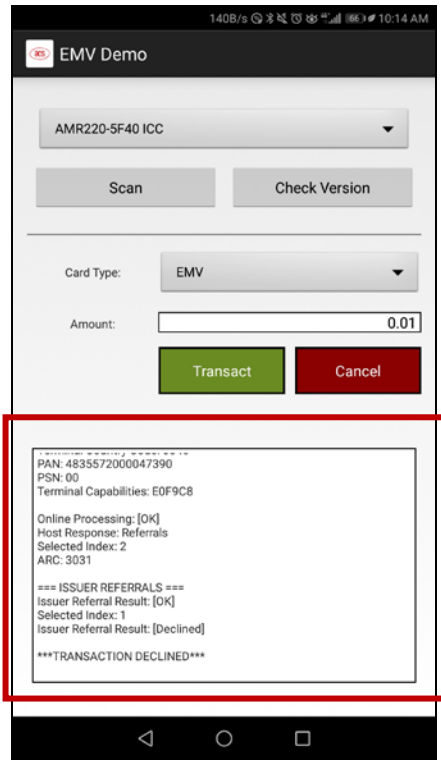 140B/s 66 10:14 AM
ACS EMV Demo
AMR220-5F40 ICC
Scan Check Version
Card Type: EMV
Amount: 0.01
Transact Cancel
PAN: 4835572000047390
PSN: 00
Terminal Capabilities: E0F9C8
Online Processing: [OK]
Host Response: Referrals
Selected Index: 2
ARC: 3031
=== ISSUER REFERRALS ===
Issuer Referral Result: [OK]
Selected Index: 1
Issuer Referral Result: [Declined]
***TRANSACTION DECLINED***